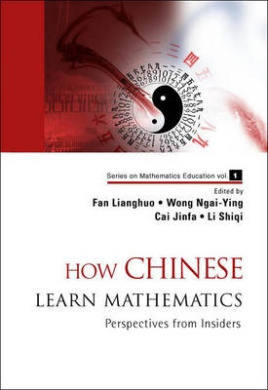 Series on Mathematics Education vol. 1
Edited by
Fan Lianghuo • Wong Ngai-Ying
Cai Jinfa • Li Shiqi
HOW CHINESE
LEARN MATHEMATICS
Perspectives from Insiders